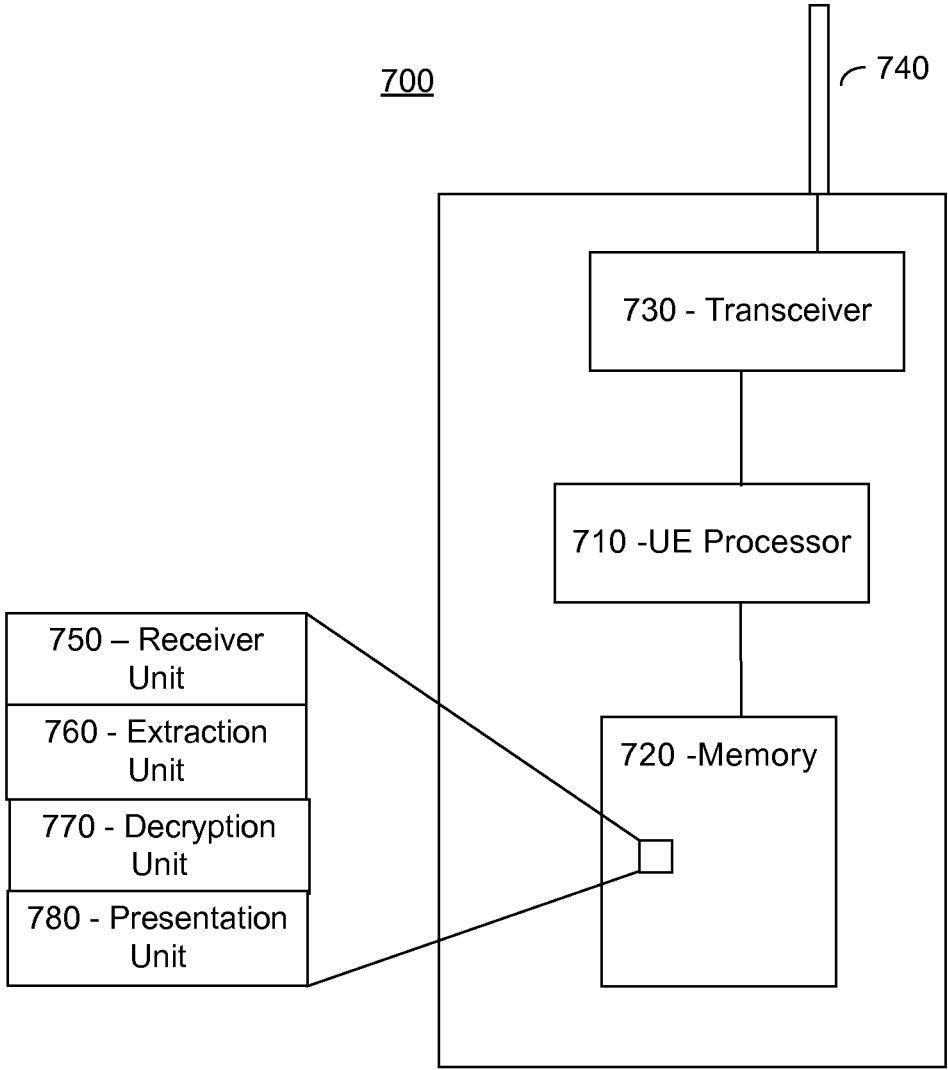 700
740
730 - Transceiver
710 -UE Processor
720 -Memory
750 – Receiver
Unit
760 - Extraction
Unit
770 - Decryption
Unit
780 - Presentation
Unit